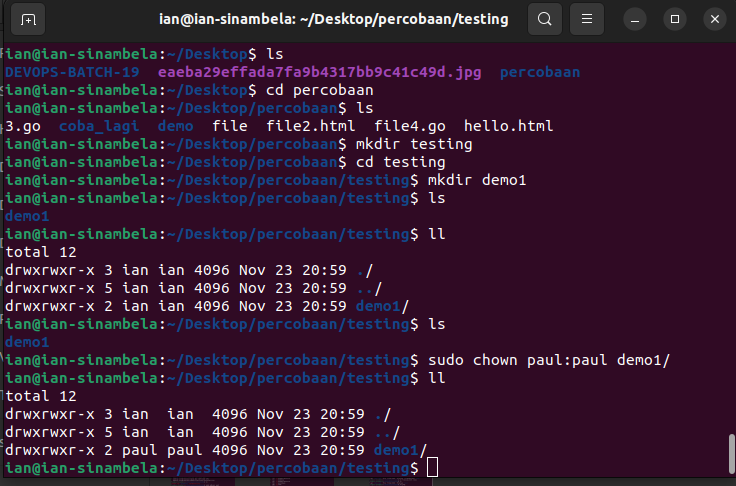 ian@ian-sinambela: ~/Desktop/percobaan/testing
ian@ian-sinambela:~/Desktop$ ls
DEVOPS-BATCH-19  eaeba29effada7fa9b4317bb9c41c49d.jpg  percobaan
ian@ian-sinambela:~/Desktop$ cd percobaan
ian@ian-sinambela:~/Desktop/percobaan$ ls
3.go  coba_lagi  demo  file  file2.html  file4.go  hello.html
ian@ian-sinambela:~/Desktop/percobaan$ mkdir testing
ian@ian-sinambela:~/Desktop/percobaan$ cd testing
ian@ian-sinambela:~/Desktop/percobaan/testing$ mkdir demo1
ian@ian-sinambela:~/Desktop/percobaan/testing$ ls
demo1
ian@ian-sinambela:~/Desktop/percobaan/testing$ ll
total 12
drwxrwxr-x 3 ian ian 4096 Nov 23 20:59 ./
drwxrwxr-x 5 ian ian 4096 Nov 23 20:59 ../
drwxrwxr-x 2 ian ian 4096 Nov 23 20:59 demo1/
ian@ian-sinambela:~/Desktop/percobaan/testing$ ls
demo1
ian@ian-sinambela:~/Desktop/percobaan/testing$ sudo chown paul:paul demo1/
ian@ian-sinambela:~/Desktop/percobaan/testing$ ll
total 12
drwxrwxr-x 3 ian  ian  4096 Nov 23 20:59 ./
drwxrwxr-x 5 ian  ian  4096 Nov 23 20:59 ../
drwxrwxr-x 2 paul paul 4096 Nov 23 20:59 demo1/
ian@ian-sinambela:~/Desktop/percobaan/testing$